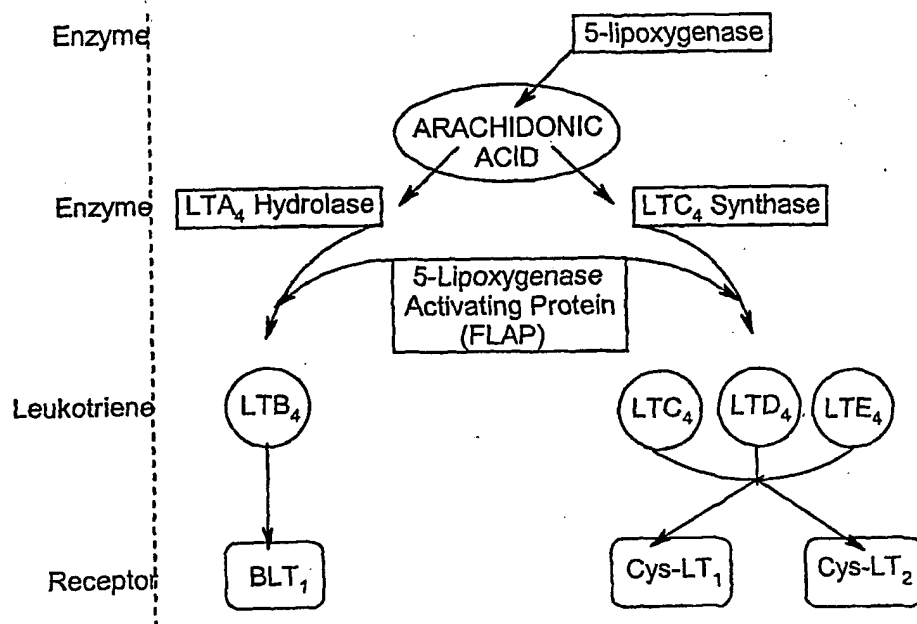 Enzyme
5-lipoxygenase
ARACHIDONIC
ACID
Enzyme
LTA₄ Hydrolase
LTC₄ Synthase
5-Lipoxygenase
Activating Protein
(FLAP)
Leukotriene
LTB₄
LTC₄
LTD₄
LTE₄
Receptor
BLT₁
Cys-LT₁
Cys-LT₂